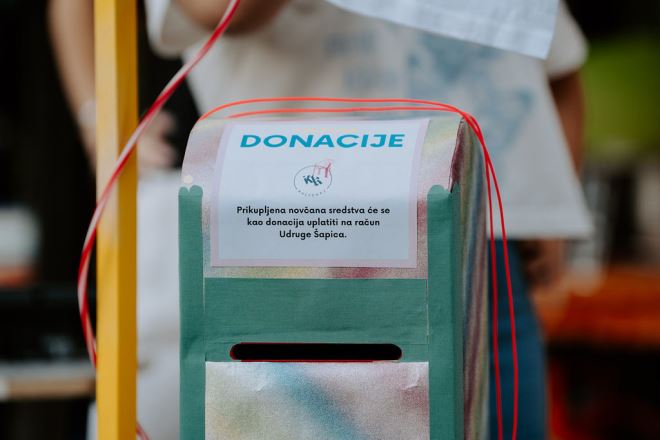 DONACIJE
Prikupljena novčana sredstva će se
kao donacija uplatiti na račun
Udruge Šapica.